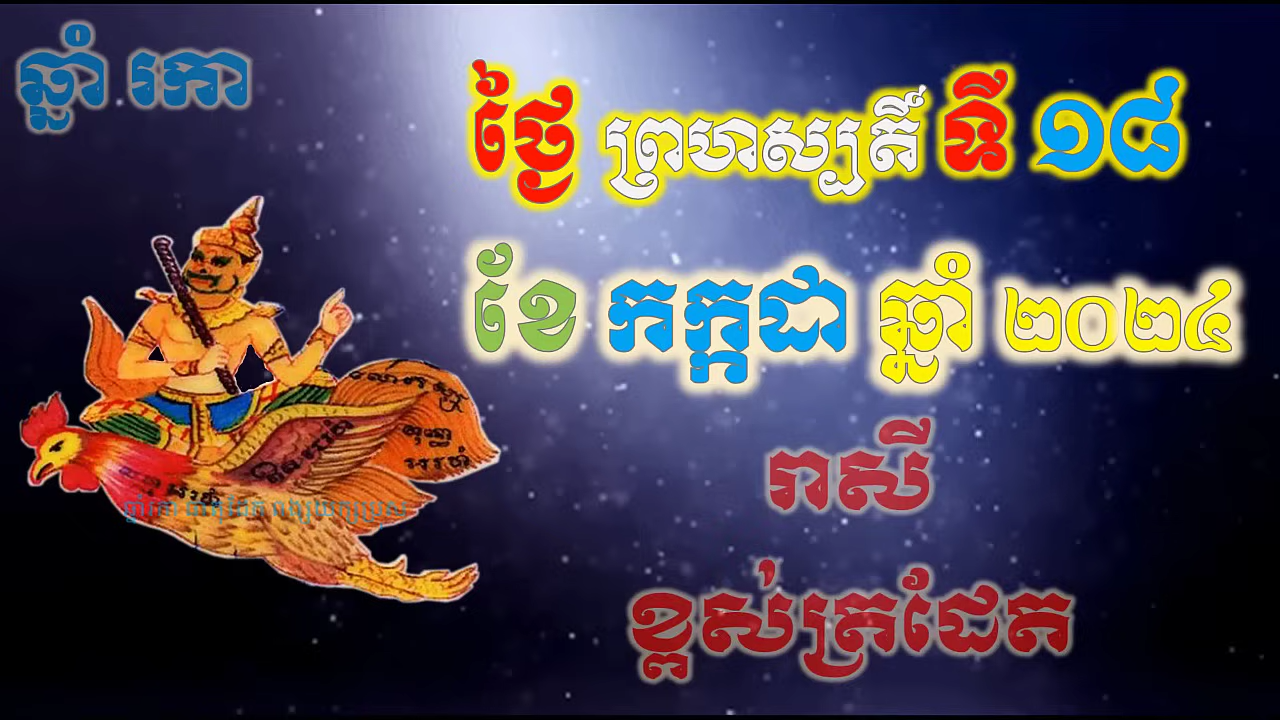 ឆ្នាំ រកា
ថ្ងៃ ព្រហស្បតិ៍ ទី ១៨
ខែ កក្កដា ឆ្នាំ ២០២៤
រាសី
ខ្ពស់ត្រដែត